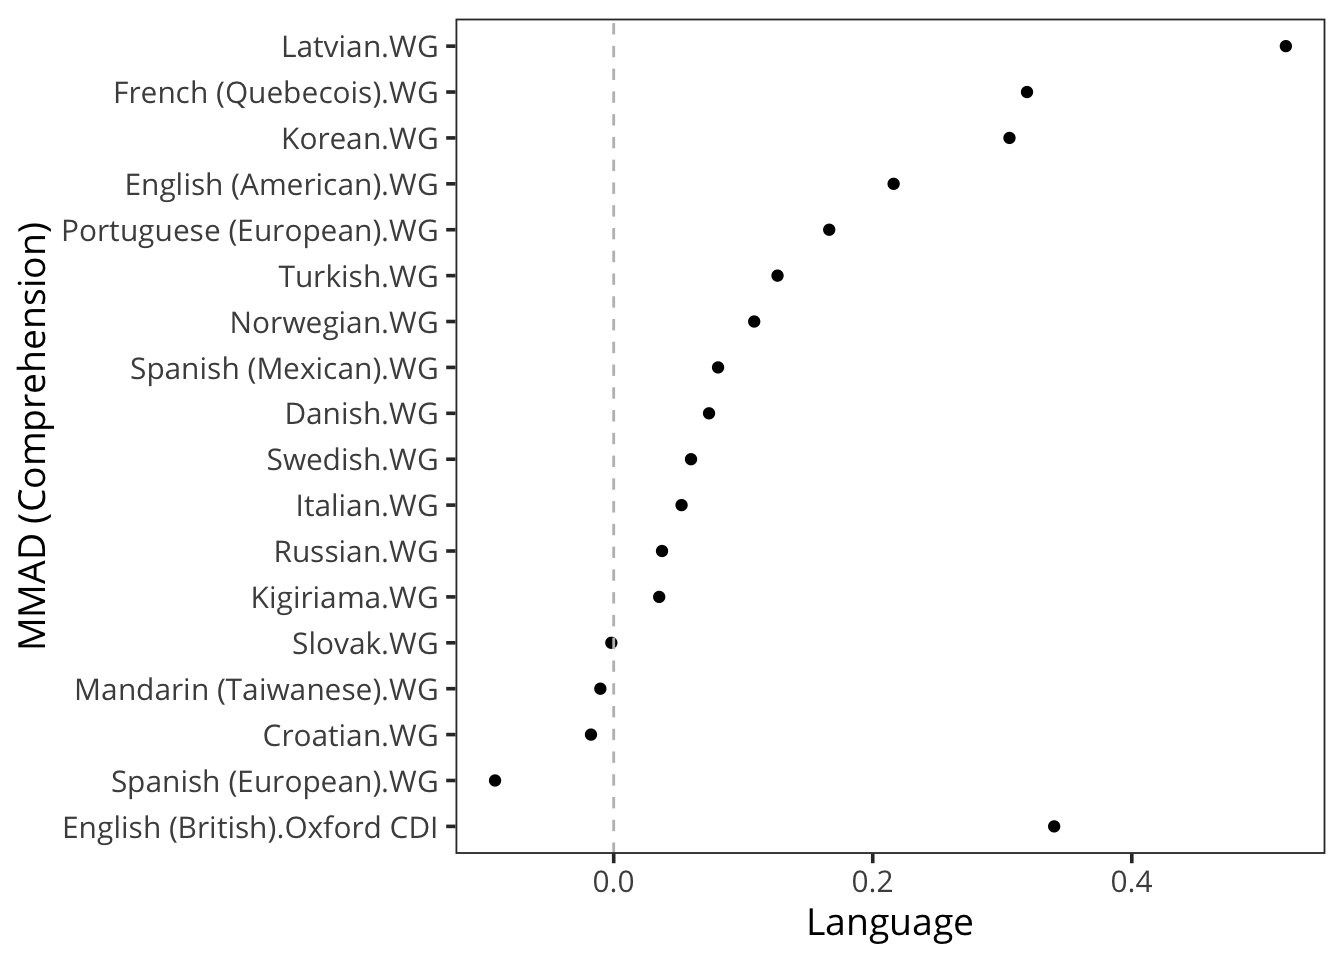 MMAD (Comprehension)
Latvian.WG
French (Quebecois).WG
Korean.WG
English (American).WG
Portuguese (European).WG
Turkish.WG
Norwegian.WG
Spanish (Mexican).WG
Danish.WG
Swedish.WG
Italian.WG
Russian.WG
Kigiriama.WG
Slovak.WG
Mandarin (Taiwanese).WG
Croatian.WG
Spanish (European).WG
English (British).Oxford CDI
0.0 0.2 0.4
Language